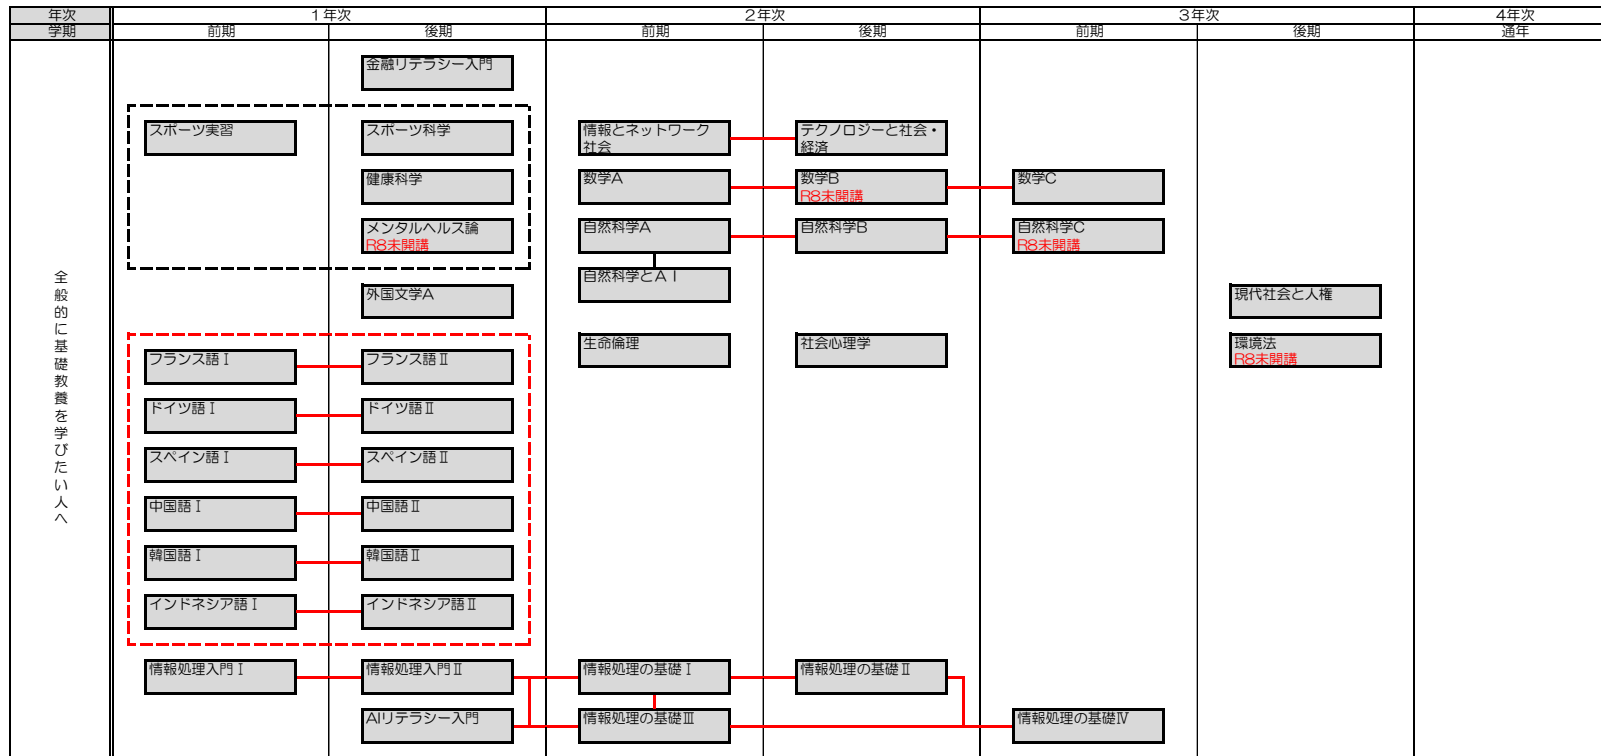 年次
1年次
2年次
3年次
4年次
学期
前期
後期
前期
後期
前期
後期
通年
全般的に基礎教養を学びたい人へ
金融リテラシー入門
スポーツ実習
スポーツ科学
情報とネットワーク
社会
テクノロジーと社会・
経済
健康科学
数学A
数学B
R8未開講
数学C
メンタルヘルス論
R8未開講
自然科学A
自然科学B
自然科学C
R8未開講
自然科学とAI
外国文学A
現代社会と人権
生命倫理
社会心理学
環境法
R8未開講
フランス語Ⅰ
フランス語Ⅱ
ドイツ語Ⅰ
ドイツ語Ⅱ
スペイン語Ⅰ
スペイン語Ⅱ
中国語Ⅰ
中国語Ⅱ
韓国語Ⅰ
韓国語Ⅱ
インドネシア語Ⅰ
インドネシア語Ⅱ
情報処理入門Ⅰ
情報処理入門Ⅱ
情報処理の基礎Ⅰ
情報処理の基礎Ⅱ
AIリテラシー入門
情報処理の基礎Ⅲ
情報処理の基礎Ⅳ